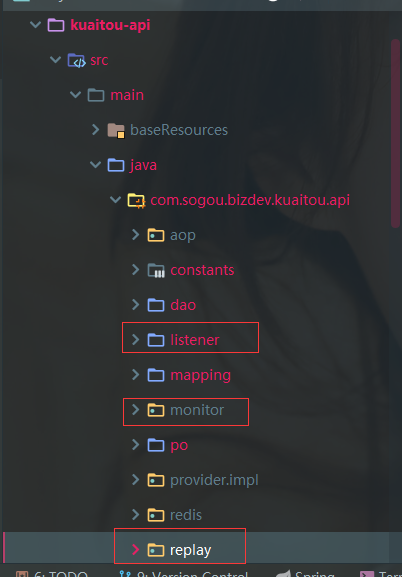 kuaitou-api
src
main
baseResources
java
com.sogou.bizdev.kuaitou.api
aop
constants
dao
listener
mapping
monitor
po
provider.impl
redis
replay
6: TODO 9: Version Control Spring